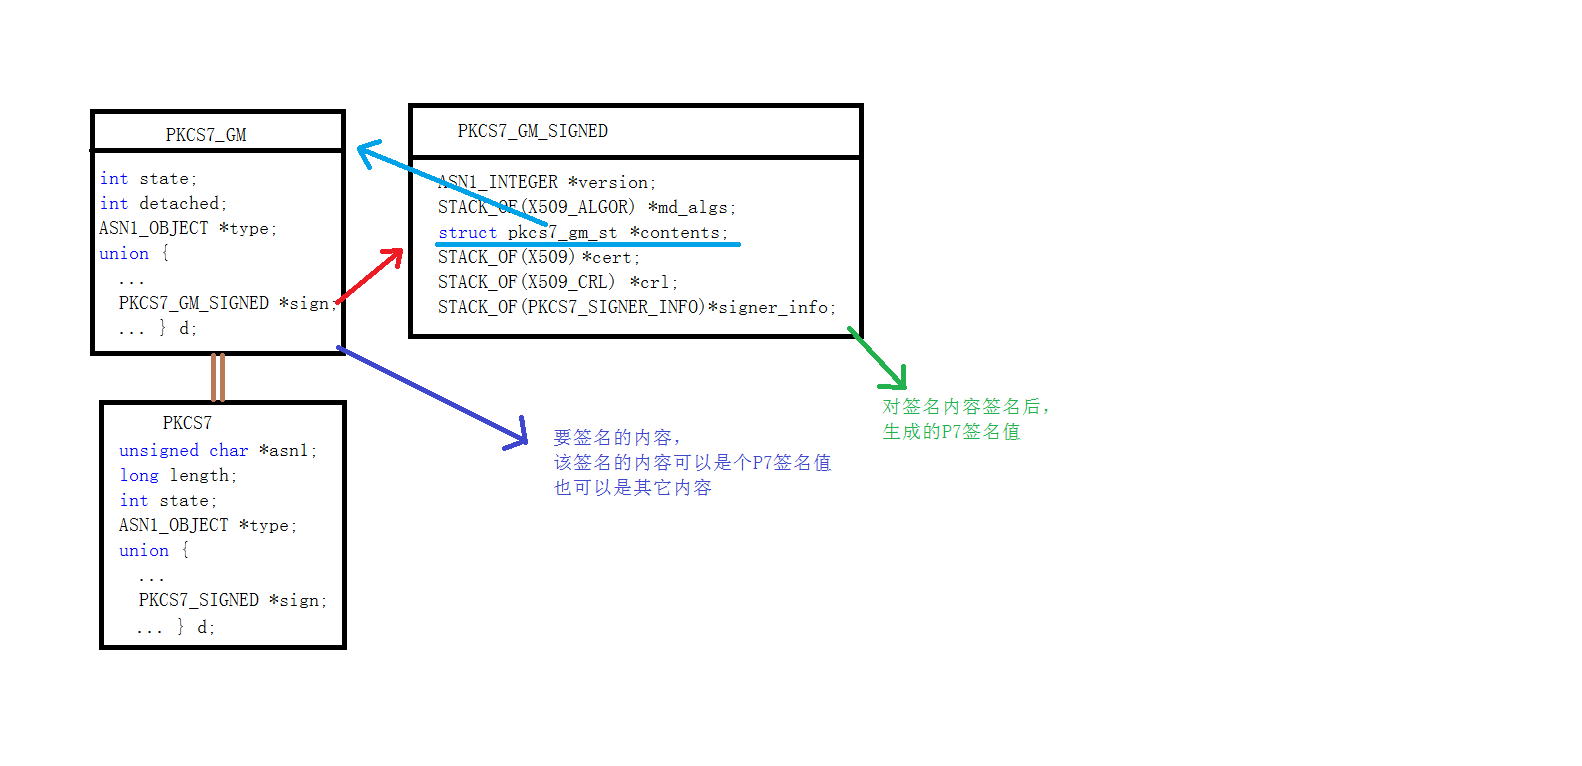 PKCS7_GM
int state;
int detached;
ASN1_OBJECT *type;
union {
...
PKCS7_GM_SIGNED *sign;
... } d;
PKCS7_GM_SIGNED
ASN1_INTEGER *version;
STACK_OF(X509_ALGOR) *md_algs;
struct pkcs7_gm_st *contents;
STACK_OF(X509)*cert;
STACK_OF(X509_CRL) *crl;
STACK_OF(PKCS7_SIGNER_INFO)*signer_info;
PKCS7
unsigned char *asn1;
long length;
int state;
ASN1_OBJECT *type;
union {
...
PKCS7_SIGNED *sign;
... } d;
要签名的内容，
该签名的内容可以是个P7签名值
也可以是其它内容
对签名内容签名后，
生成的P7签名值